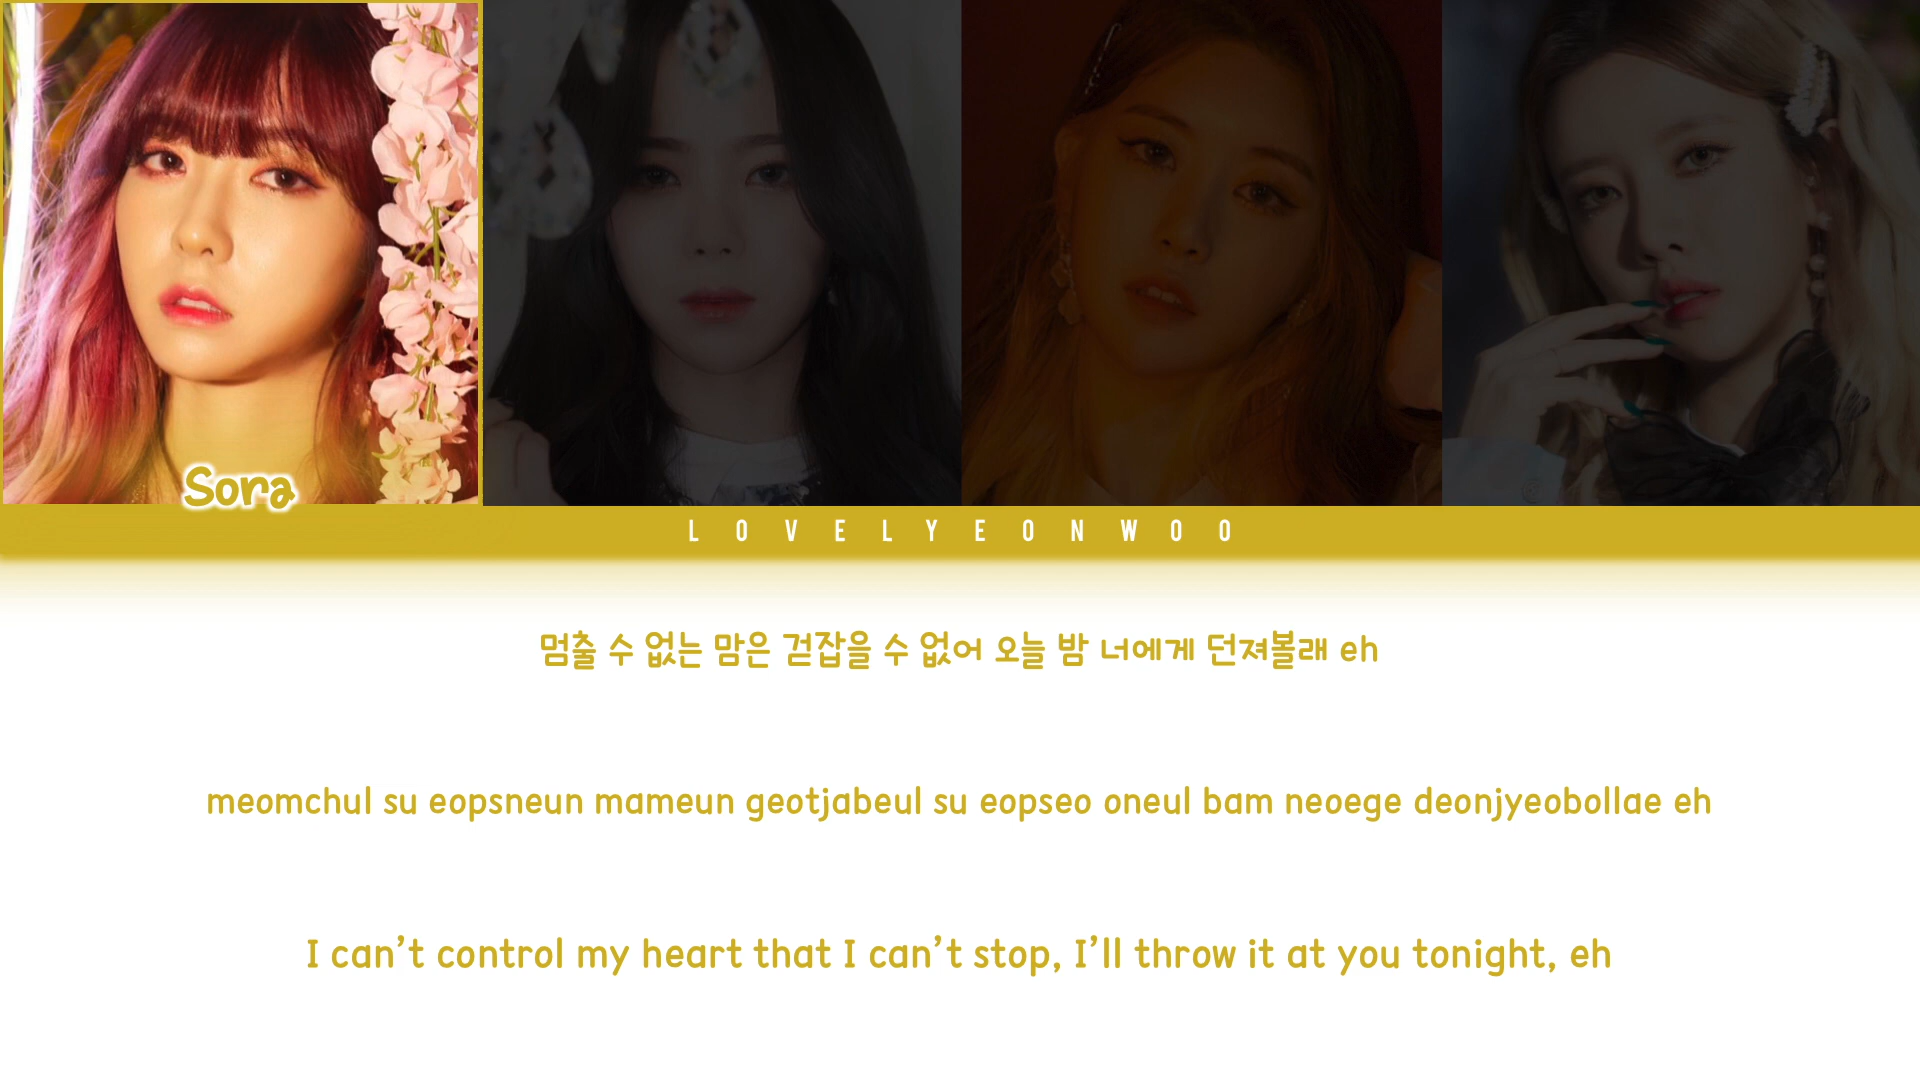 Sora
LOVELYEONWOO
멈출 수 없는 맘은 걷잡을 수 없어 오늘 밤 너에게 던져볼래 eh
meomchul su eopsneun mameun geotjabeul su eopseo oneul bam neoege deonjyeobollae eh
I can’t control my heart that I can’t stop, I’ll throw it at you tonight, eh